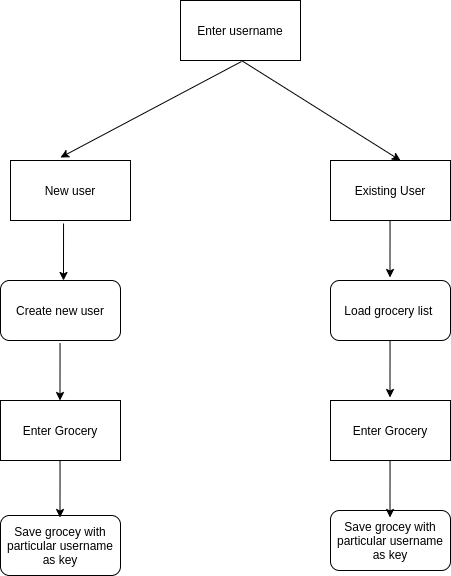 Enter username
New user
Existing User
Create new user
Load grocery list
Enter Grocery
Enter Grocery
Save grocey with
particular username
as key
Save grocey with
particular username
as key